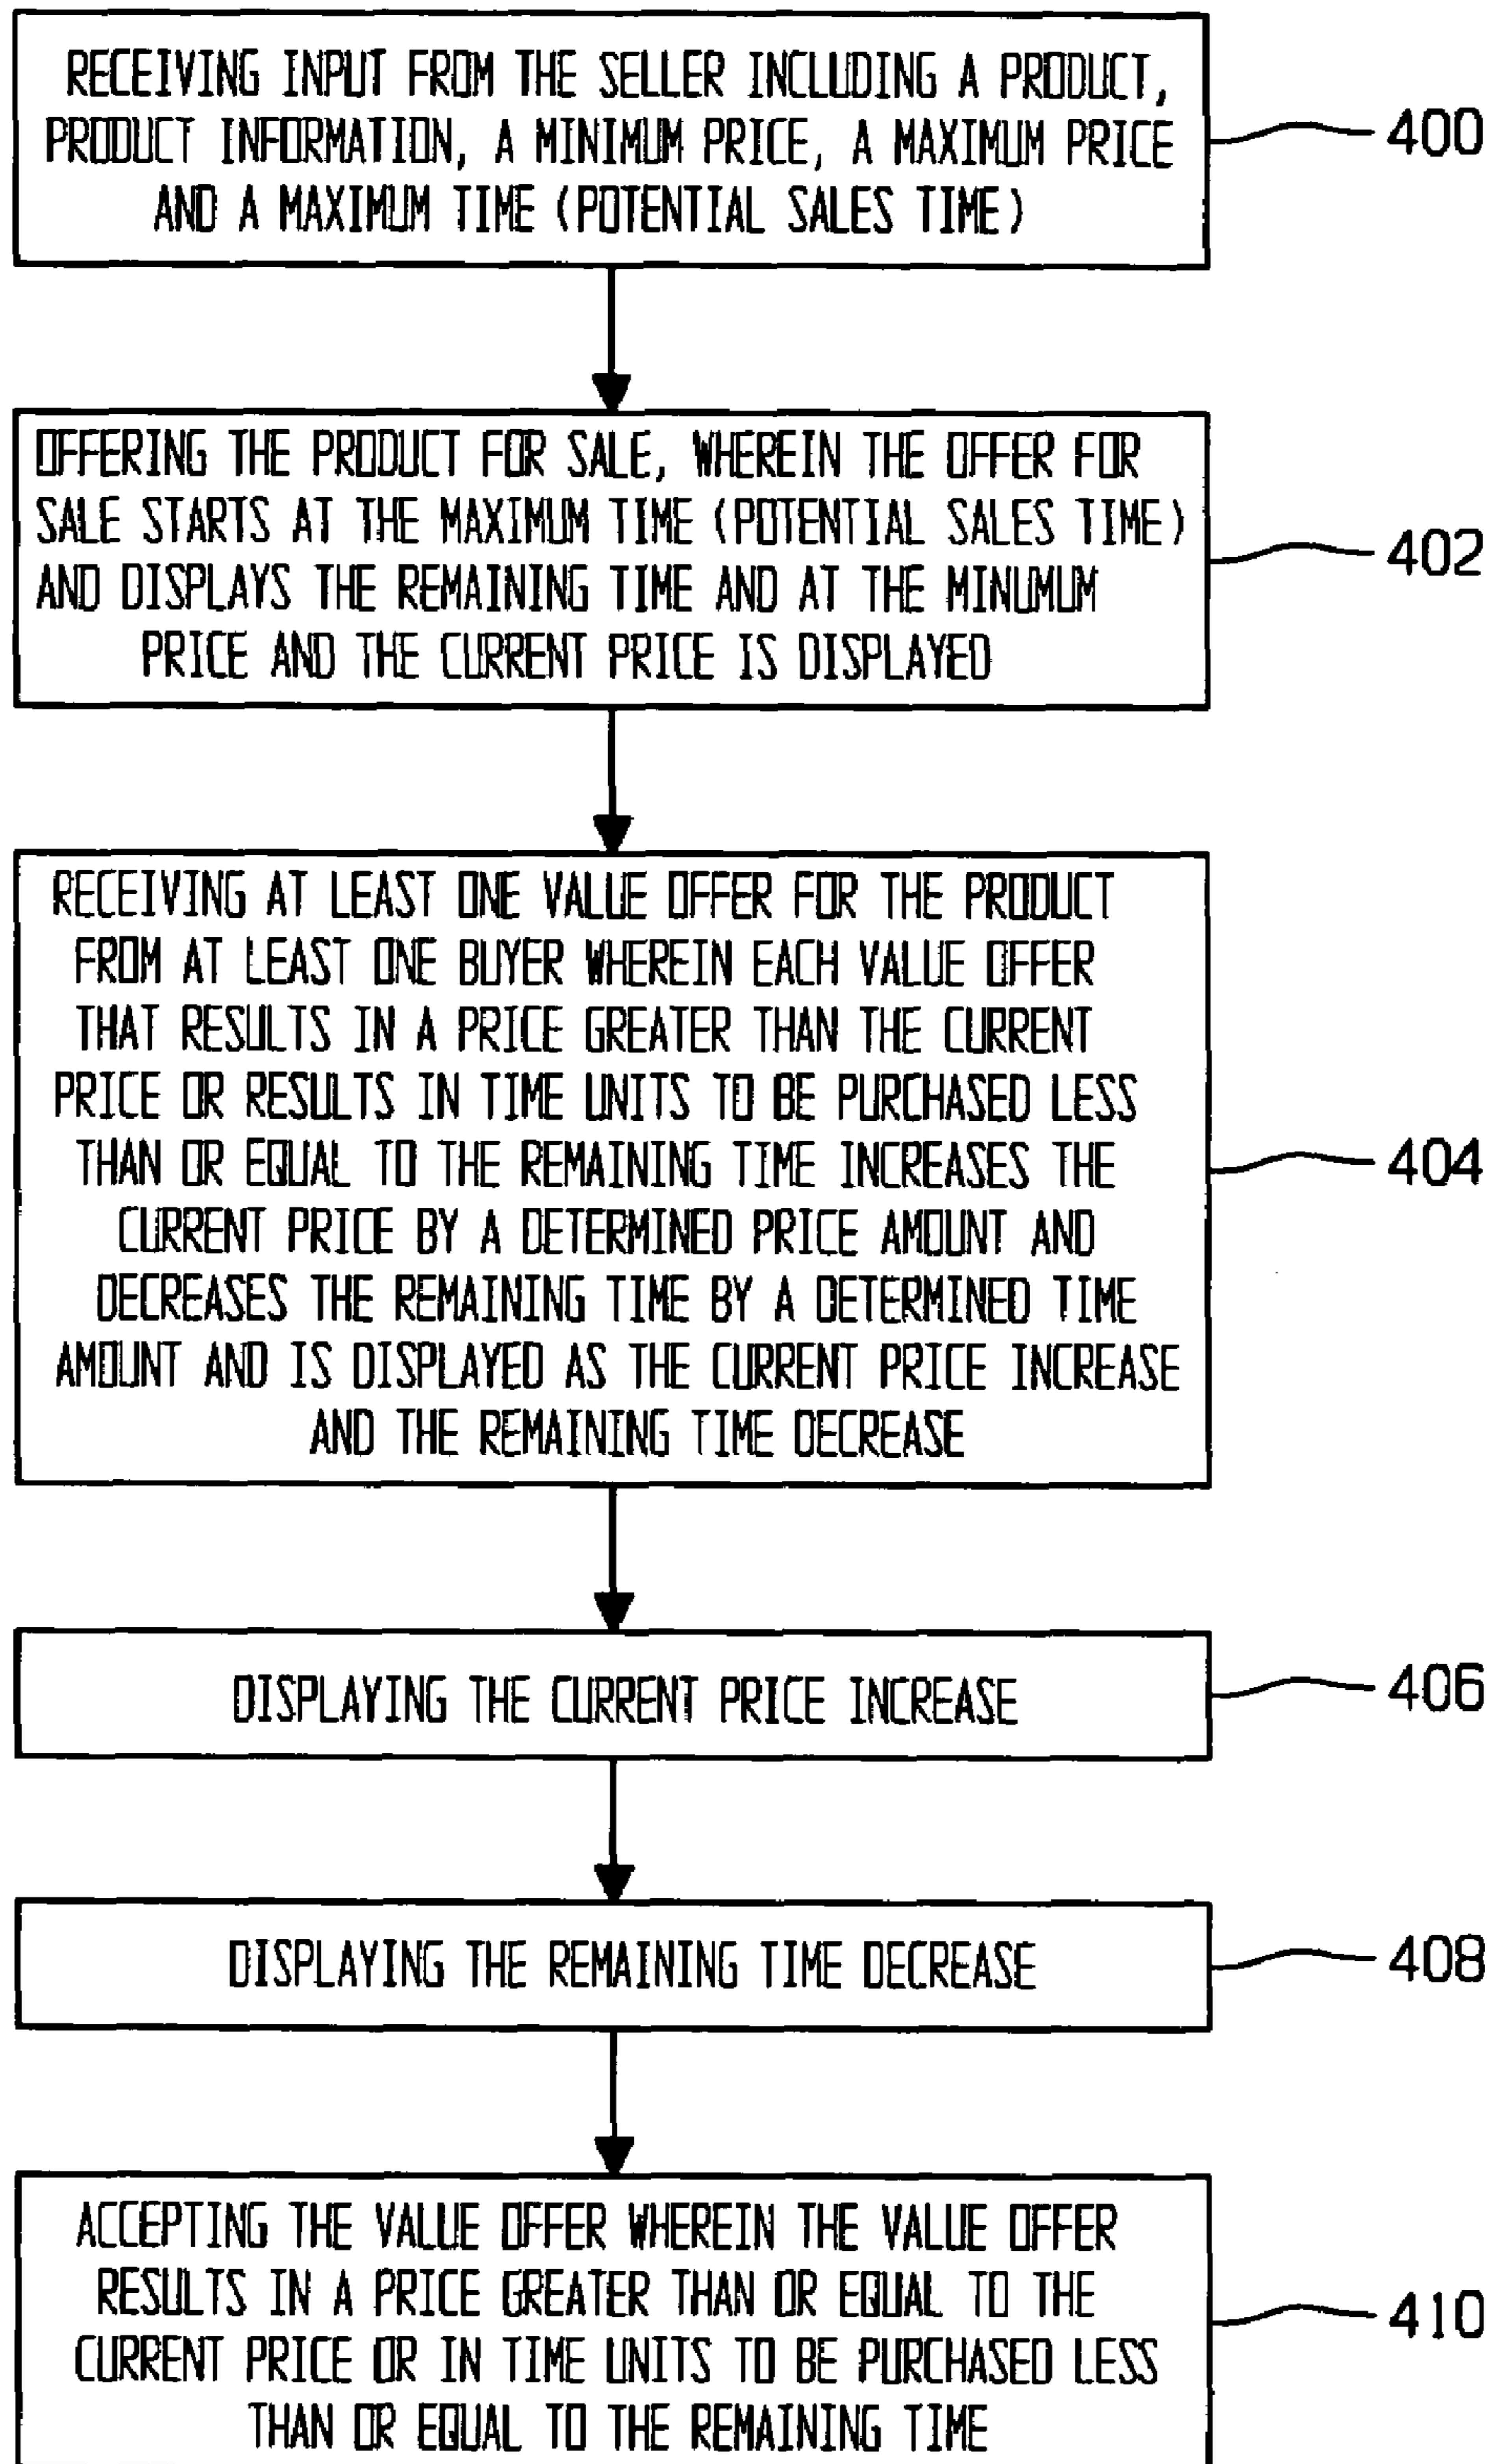 RECEIVING INPUT FROM THE SELLER INCLUDING A PRODUCT,
PRODUCT INFORMATION, A MINIMUM PRICE, A MAXIMUM PRICE
AND A MAXIMUM TIME (POTENTIAL SALES TIME)
400
OFFERING THE PRODUCT FOR SALE, WHEREIN THE OFFER FOR
SALE STARTS AT THE MAXIMUM TIME (POTENTIAL SALES TIME)
AND DISPLAYS THE REMAINING TIME AND AT THE MINUMUM
PRICE AND THE CURRENT PRICE IS DISPLAYED
402
RECEIVING AT LEAST ONE VALUE OFFER FOR THE PRODUCT
FROM AT LEAST ONE BUYER WHEREIN EACH VALUE OFFER
THAT RESULTS IN A PRICE GREATER THAN THE CURRENT
PRICE OR RESULTS IN TIME UNITS TO BE PURCHASED LESS
THAN OR EQUAL TO THE REMAINING TIME INCREASES THE
CURRENT PRICE BY A DETERMINED PRICE AMOUNT AND
DECREASES THE REMAINING TIME BY A DETERMINED TIME
AMOUNT AND IS DISPLAYED AS THE CURRENT PRICE INCREASE
AND THE REMAINING TIME DECREASE
404
DISPLAYING THE CURRENT PRICE INCREASE
406
DISPLAYING THE REMAINING TIME DECREASE
408
ACCEPTING THE VALUE OFFER WHEREIN THE VALUE OFFER
RESULTS IN A PRICE GREATER THAN OR EQUAL TO THE
CURRENT PRICE OR IN TIME UNITS TO BE PURCHASED LESS
THAN OR EQUAL TO THE REMAINING TIME
410